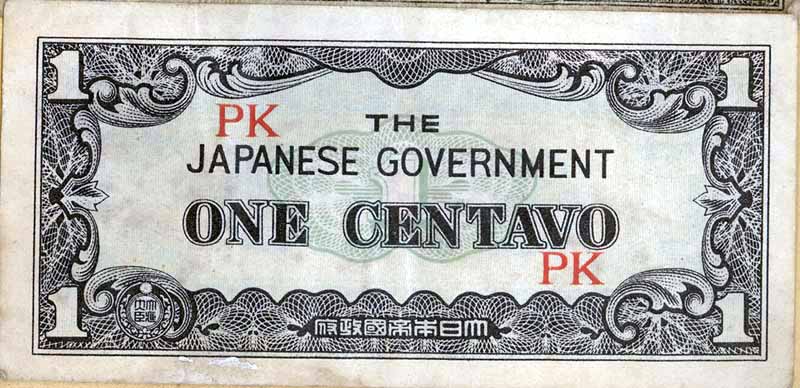 1 1
PK THE
JAPANESE GOVERNMENT
ONE CENTAVO
PK
1 1
大日本帝國政府